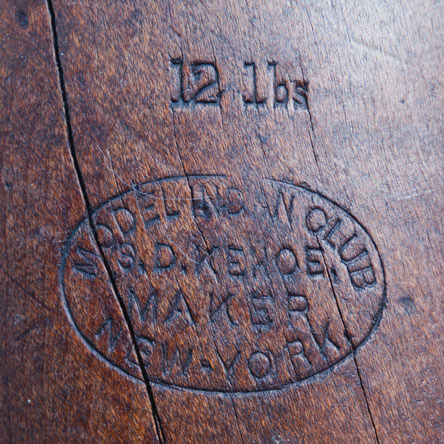 12 lbs
MODEL INDIAN CLUB
S.D. KEHOE.
MAKER
NEW-YORK.